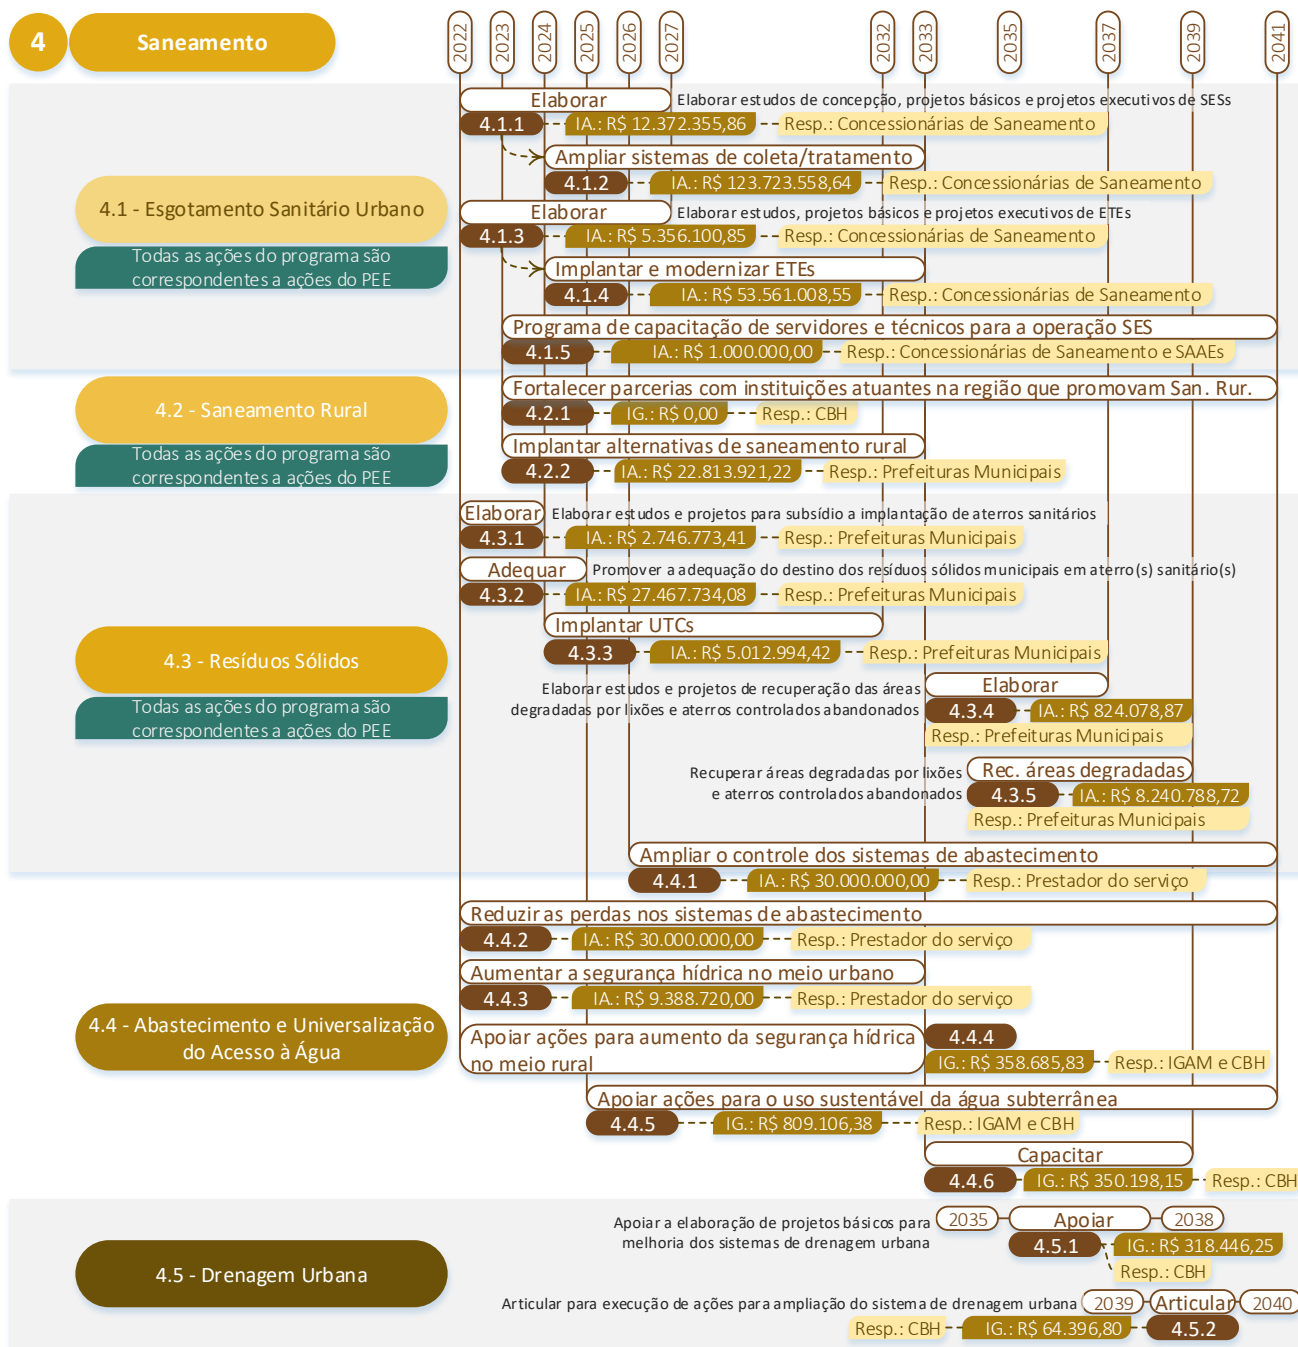 4
Saneamento
2022
2023
2024
2025
2026
2027
2032
2033
2035
2037
2039
2041
4.1 - Esgotamento Sanitário Urbano
Todas as ações do programa são
correspondentes a ações do PEE
Elaborar
Elaborar estudos de concepção, projetos básicos e projetos executivos de SESs
4.1.1
IA.: R$ 12.372.355,86
Resp.: Concessionárias de Saneamento
Ampliar sistemas de coleta/tratamento
4.1.2
IA.: R$ 123.723.558,64
Resp.: Concessionárias de Saneamento
Elaborar
Elaborar estudos, projetos básicos e projetos executivos de ETEs
4.1.3
IA.: R$ 5.356.100,85
Resp.: Concessionárias de Saneamento
Implantar e modernizar ETEs
4.1.4
IA.: R$ 53.561.008,55
Resp.: Concessionárias de Saneamento
Programa de capacitação de servidores e técnicos para a operação SES
4.1.5
IA.: R$ 1.000.000,00
Resp.: Concessionárias de Saneamento e SAAEs
4.2 - Saneamento Rural
Todas as ações do programa são
correspondentes a ações do PEE
Fortalecer parcerias com instituições atuantes na região que promovam San. Rur.
4.2.1
IG.: R$ 0,00
Resp.: CBH
Implantar alternativas de saneamento rural
4.2.2
IA.: R$ 22.813.921,22
Resp.: Prefeituras Municipais
4.3 - Resíduos Sólidos
Todas as ações do programa são
correspondentes a ações do PEE
Elaborar
Elaborar estudos e projetos para subsídio a implantação de aterros sanitários
4.3.1
IA.: R$ 2.746.773,41
Resp.: Prefeituras Municipais
Adequar
Promover a adequação do destino dos resíduos sólidos municipais em aterro(s) sanitário(s)
4.3.2
IA.: R$ 27.467.734,08
Resp.: Prefeituras Municipais
Implantar UTCs
4.3.3
IA.: R$ 5.012.994,42
Resp.: Prefeituras Municipais
Elaborar estudos e projetos de recuperação das áreas
degradadas por lixões e aterros controlados abandonados
Elaborar
4.3.4
IA.: R$ 824.078,87
Resp.: Prefeituras Municipais
Recuperar áreas degradadas por lixões
e aterros controlados abandonados
Rec. áreas degradadas
4.3.5
IA.: R$ 8.240.788,72
Resp.: Prefeituras Municipais
4.4 - Abastecimento e Universalização
do Acesso à Água
Ampliar o controle dos sistemas de abastecimento
4.4.1
IA.: R$ 30.000.000,00
Resp.: Prestador do serviço
Reduzir as perdas nos sistemas de abastecimento
4.4.2
IA.: R$ 30.000.000,00
Resp.: Prestador do serviço
Aumentar a segurança hídrica no meio urbano
4.4.3
IA.: R$ 9.388.720,00
Resp.: Prestador do serviço
Apoiar ações para aumento da segurança hídrica
no meio rural
4.4.4
IG.: R$ 358.685,83
Resp.: IGAM e CBH
Apoiar ações para o uso sustentável da água subterrânea
4.4.5
IG.: R$ 809.106,38
Resp.: IGAM e CBH
Capacitar
4.4.6
IG.: R$ 350.198,15
Resp.: CBH
4.5 - Drenagem Urbana
Apoiar a elaboração de projetos básicos para
melhoria dos sistemas de drenagem urbana
2035
Apoiar
2038
4.5.1
IG.: R$ 318.446,25
Resp.: CBH
Articular para execução de ações para ampliação do sistema de drenagem urbana
2039
Articular
2040
Resp.: CBH
IG.: R$ 64.396,80
4.5.2